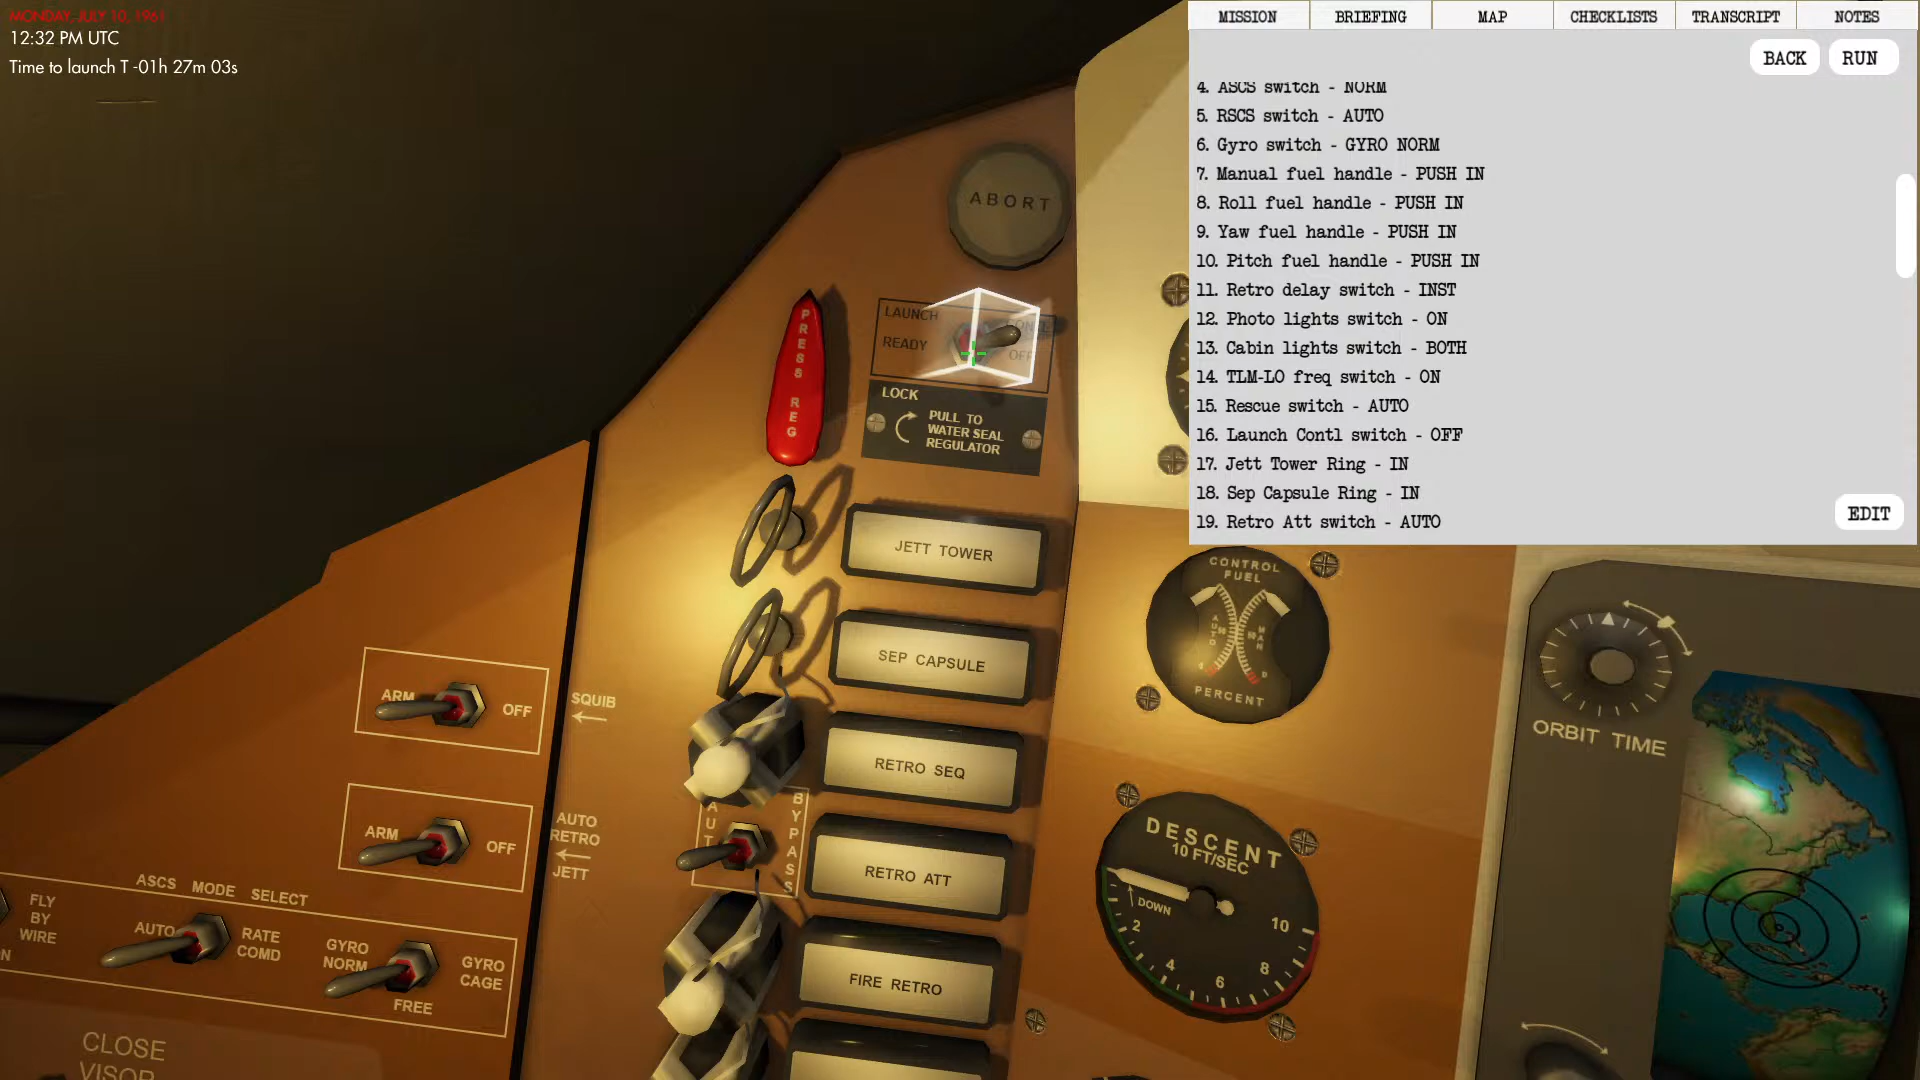 MONDAY, JULY 10, 1961
12:32 PM UTC
Time to launch T -01h 27m 03s
MISSION
BRIEFING
MAP
CHECKLISTS
TRANSCRIPT
NOTES
BACK
RUN
4. ASCS switch - NORM
5. RSCS switch - AUTO
6. Gyro switch - GYRO NORM
7. Manual fuel handle - PUSH IN
8. Roll fuel handle - PUSH IN
9. Yaw fuel handle - PUSH IN
10. Pitch fuel handle - PUSH IN
11. Retro delay switch - INST
12. Photo lights switch - ON
13. Cabin lights switch - BOTH
14. TLM-LO freq switch - ON
15. Rescue switch - AUTO
16. Launch Contl switch - OFF
17. Jett Tower Ring - IN
18. Sep Capsule Ring - IN
19. Retro Att switch - AUTO
EDIT
ABORT
PRESS REG
LAUNCH
READY
OFF
LOCK
PULL TO
WATER SEAL
REGULATOR
JETT TOWER
SEP CAPSULE
RETRO SEQ
AUT
BYPASS
RETRO ATT
FIRE RETRO
ARM
OFF
SQUIB
ARM
OFF
AUTO
RETRO
JETT
ASCS MODE SELECT
FLY
BY
WIRE
AUTO
RATE
COMD
GYRO
NORM
GYRO
CAGE
FREE
CLOSE
VISOR
CONTROL
FUEL
AUTO
MAN
PERCENT
DESCENT
10 FT/SEC
DOWN
2
4
6
8
10
ORBIT TIME